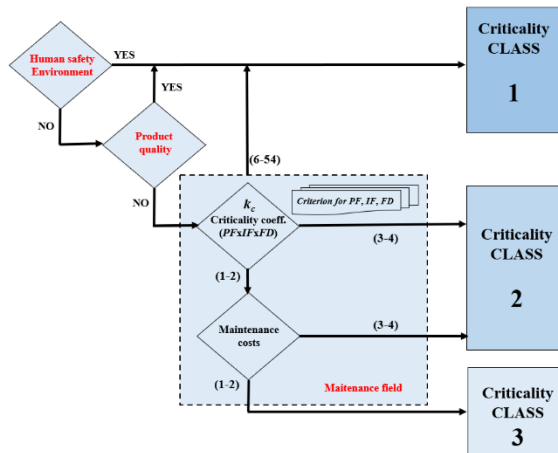 Human safety
Environment
YES
Criticality
CLASS
1
NO
YES
Product
quality
(6-54)
NO
kc
Criticality coeff.
(PFxIFxFD)
Criterion for PF, IF, FD
(3-4)
Criticality
CLASS
2
(1-2)
Maintenance
costs
(3-4)
(1-2)
Maitenance field
Criticality
CLASS
3